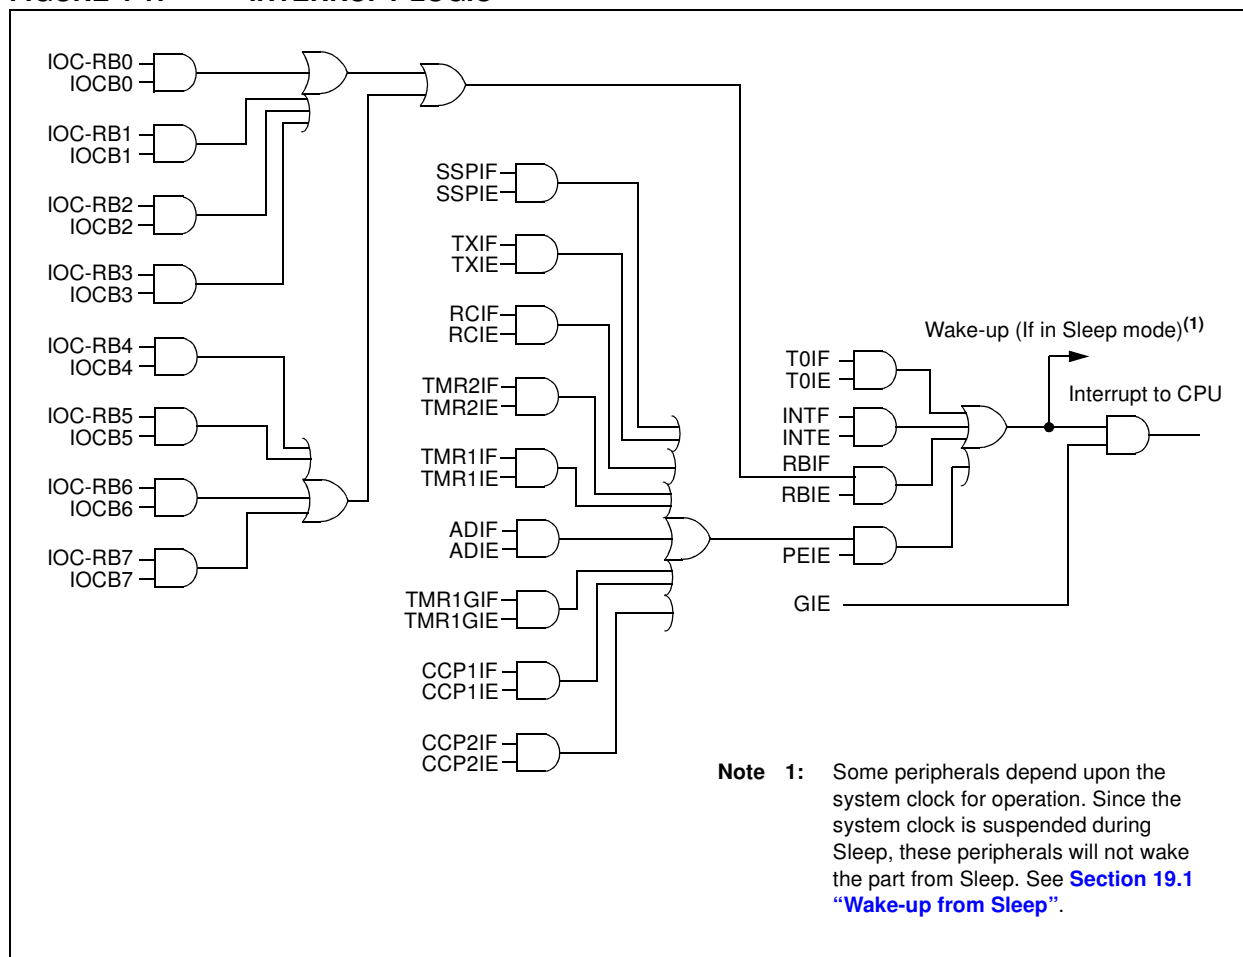 IOC-RB0
IOCB0
IOC-RB1
IOCB1
IOC-RB2
IOCB2
IOC-RB3
IOCB3
IOC-RB4
IOCB4
IOC-RB5
IOCB5
IOC-RB6
IOCB6
IOC-RB7
IOCB7
SSPIF
SSPIE
TXIF
TXIE
RCIF
RCIE
TMR2IF
TMR2IE
TMR1IF
TMR1IE
ADIF
ADIE
TMR1GIF
TMR1GIE
CCP1IF
CCP1IE
CCP2IF
CCP2IE
Wake-up (If in Sleep mode)(1)
T0IF
T0IE
Interrupt to CPU
INTF
INTE
RBIF
RBIE
PEIE
GIE
Note 1: Some peripherals depend upon the
system clock for operation. Since the
system clock is suspended during
Sleep, these peripherals will not wake
the part from Sleep. See Section 19.1
“Wake-up from Sleep”.